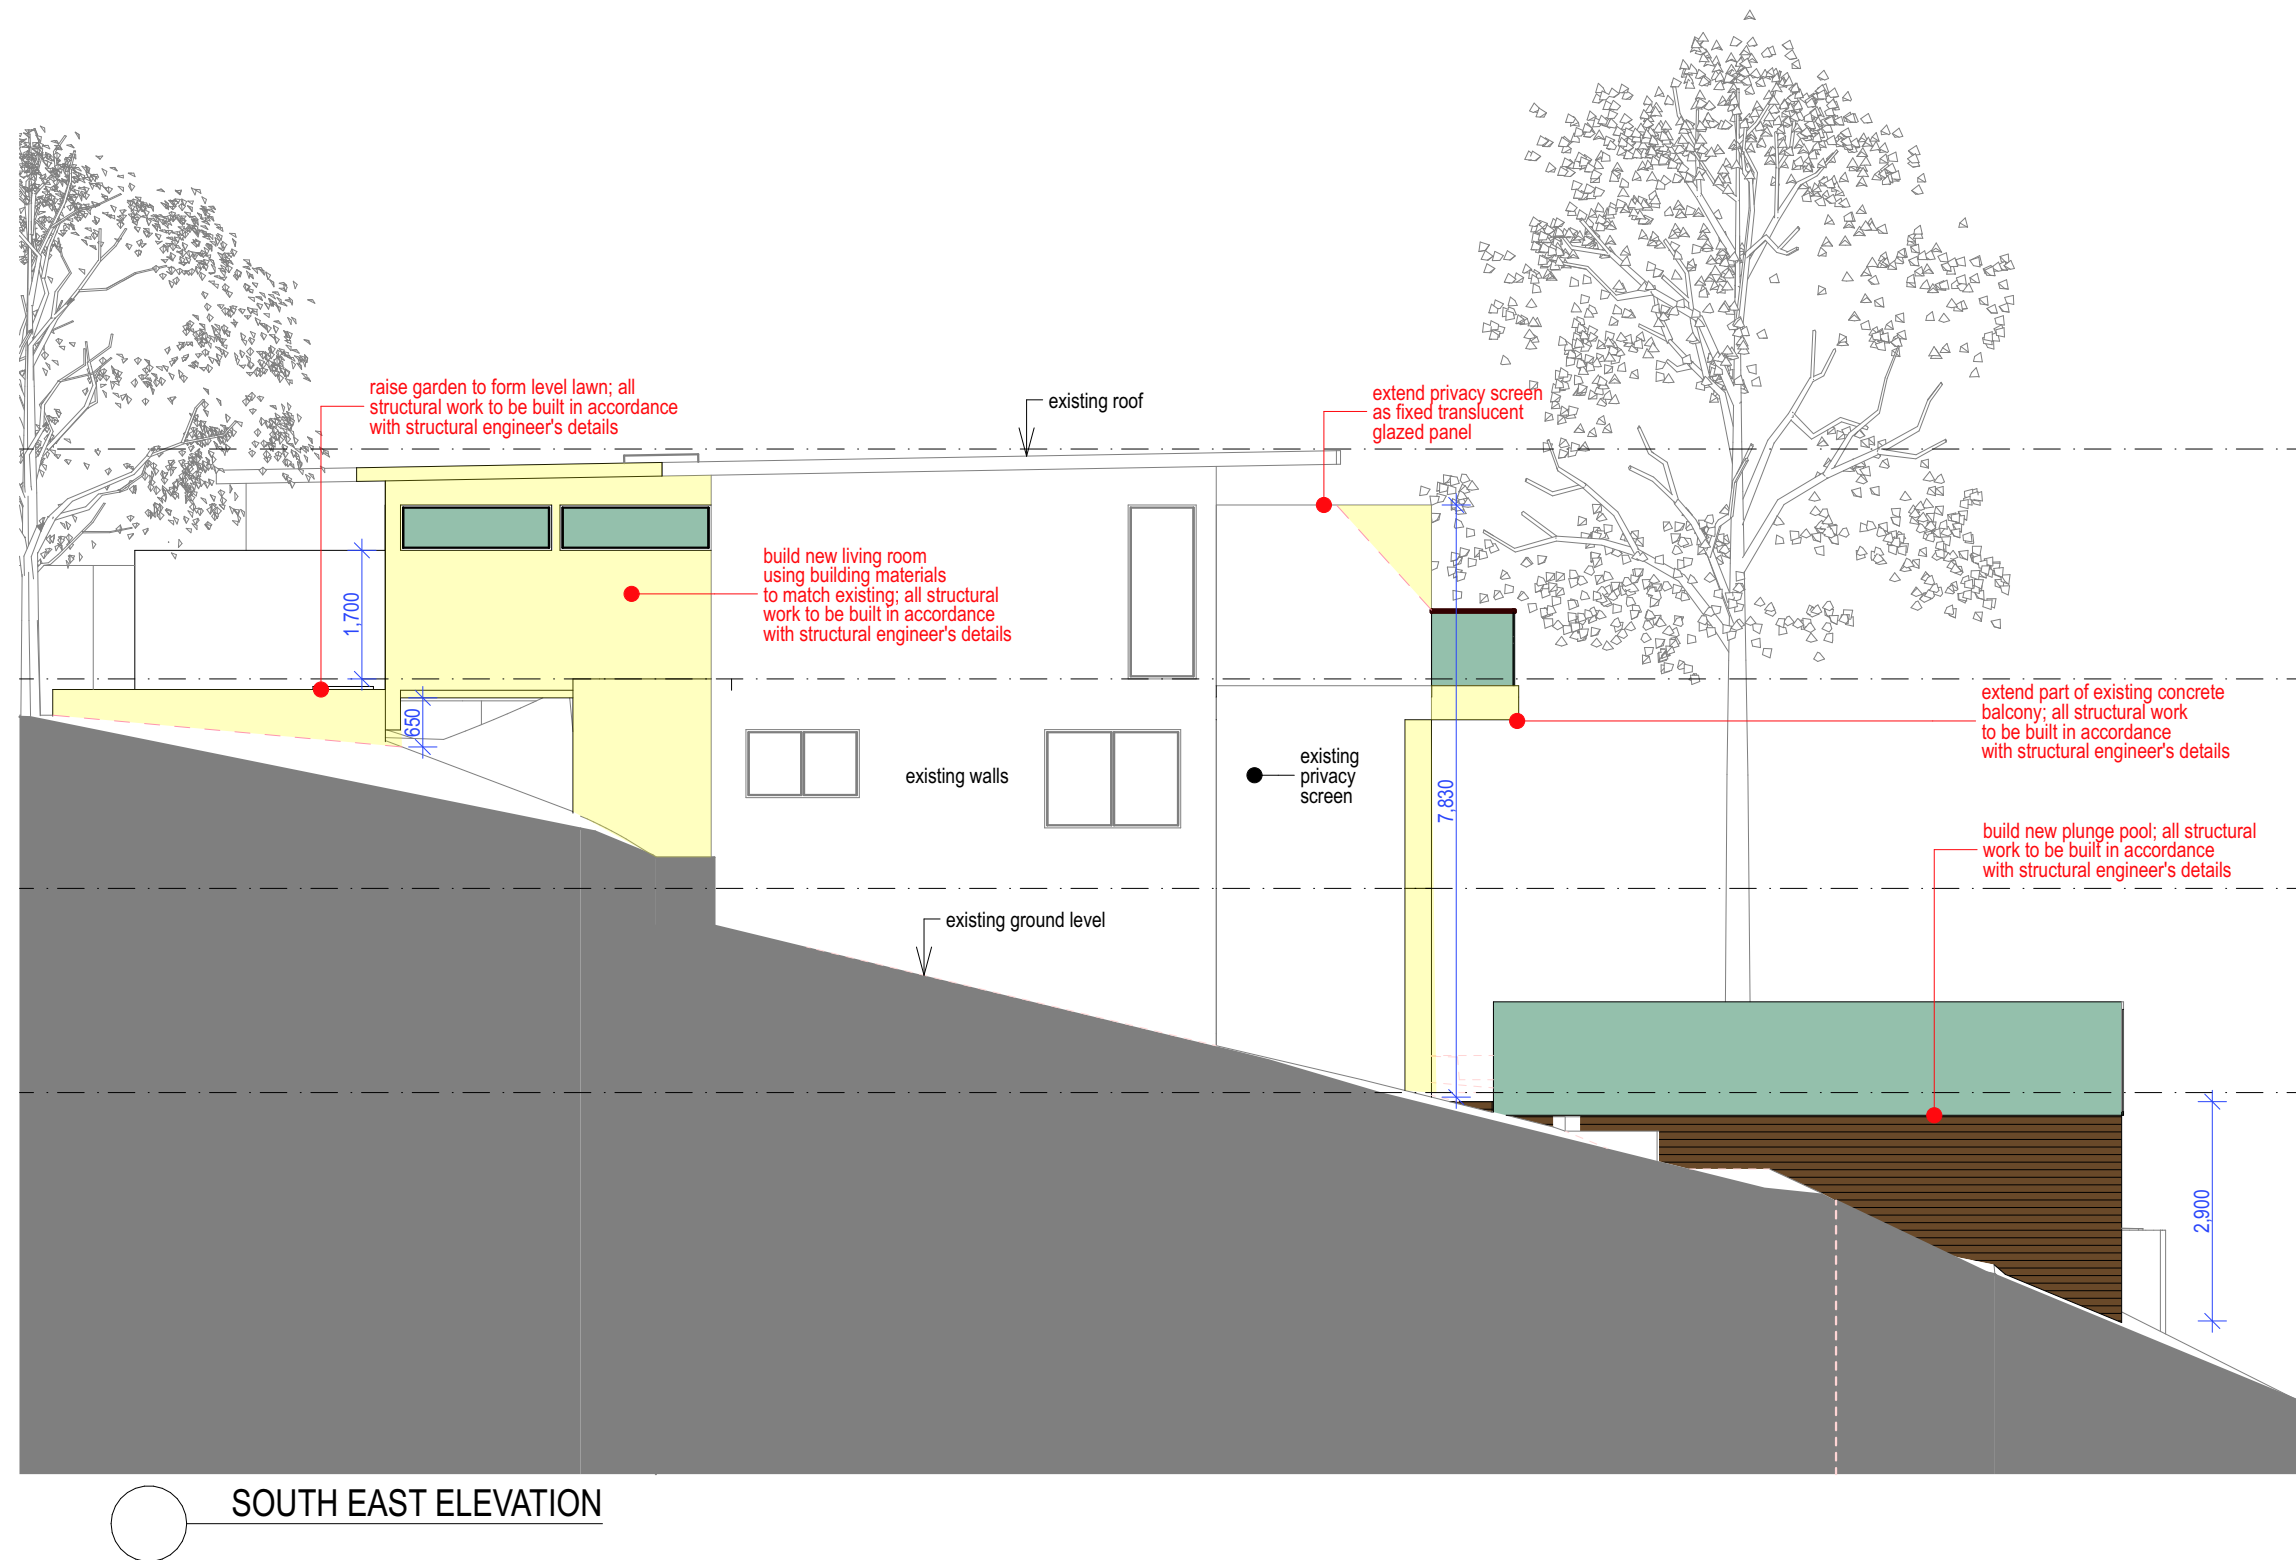 raise garden to form level lawn; all
structural work to be built in accordance
with structural engineer's details
existing roof
extend privacy screen
as fixed translucent
glazed panel
build new living room
using building materials
to match existing; all structural
work to be built in accordance
with structural engineer's details
1,700
650
existing walls
existing
privacy
screen
7,830
extend part of existing concrete
balcony; all structural work
to be built in accordance
with structural engineer's details
build new plunge pool; all structural
work to be built in accordance
with structural engineer's details
existing ground level
2,900
SOUTH EAST ELEVATION